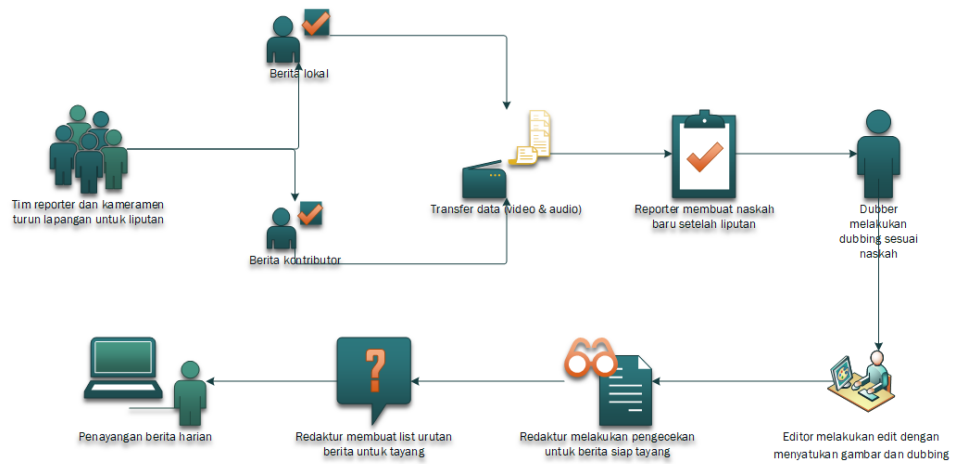 Berita lokal
Tim reporter dan kameramen
turun lapangan untuk liputan
Berita kontributor
Transfer data (video & audio)
Reporter membuat naskah
baru setelah liputan
Dubber
melakukan
dubbing sesuai
naskah
Penayangan berita harian
Redaktur membuat list urutan
berita untuk tayang
?
Redaktur melakukan pengecekan
untuk berita siap tayang
Editor melakukan edit dengan
menyatukan gambar dan dubbing